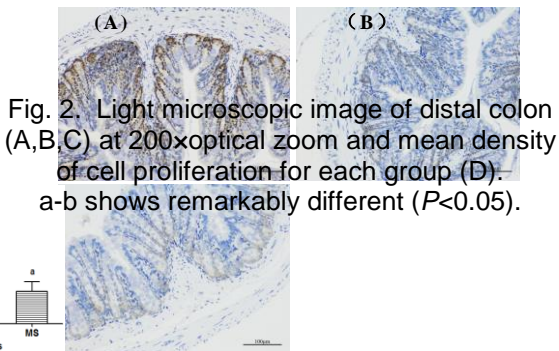 (A)
(B)
Fig. 2. Light microscopic image of distal colon
(A,B,C) at 200×optical zoom and mean density
of cell proliferation for each group (D).
a-b shows remarkably different (P<0.05).
a
MS
s
100μm